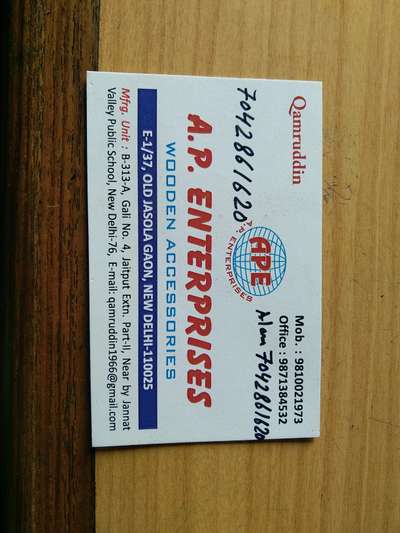 Qamruddin
Mob. : 9810021973
Office : 9871384532
APE
A.P. ENTERPRISES
7042861620
7042861620
A.P. ENTERPRISES
WOODEN ACCESSORIES
E-1/37, OLD JASOLA GAON, NEW DELHI-110025
Mfrg. Unit : B-313-A, Gali No. 4, Jaitput Extn. Part-II, Near by Jannat
Valley Public School, New Delhi-76, E-mail: qamruddin1966@gmail.com